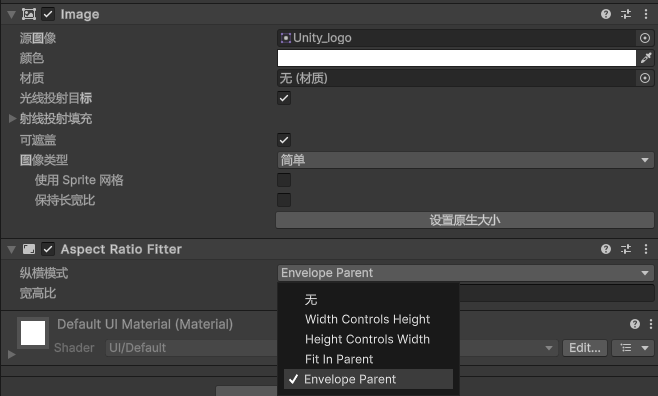 Image
源图像 Unity_logo
颜色
材质 无 (材质)
光线投射目标
射线投射填充
可遮盖
图像类型 简单
使用 Sprite 网格
保持长宽比
设置原生大小
Aspect Ratio Fitter
纵横模式 Envelope Parent
宽高比
无
Default UI Material (Material)
Width Controls Height
Shader UI/Default Height Controls Width Edit...
Fit In Parent
Envelope Parent